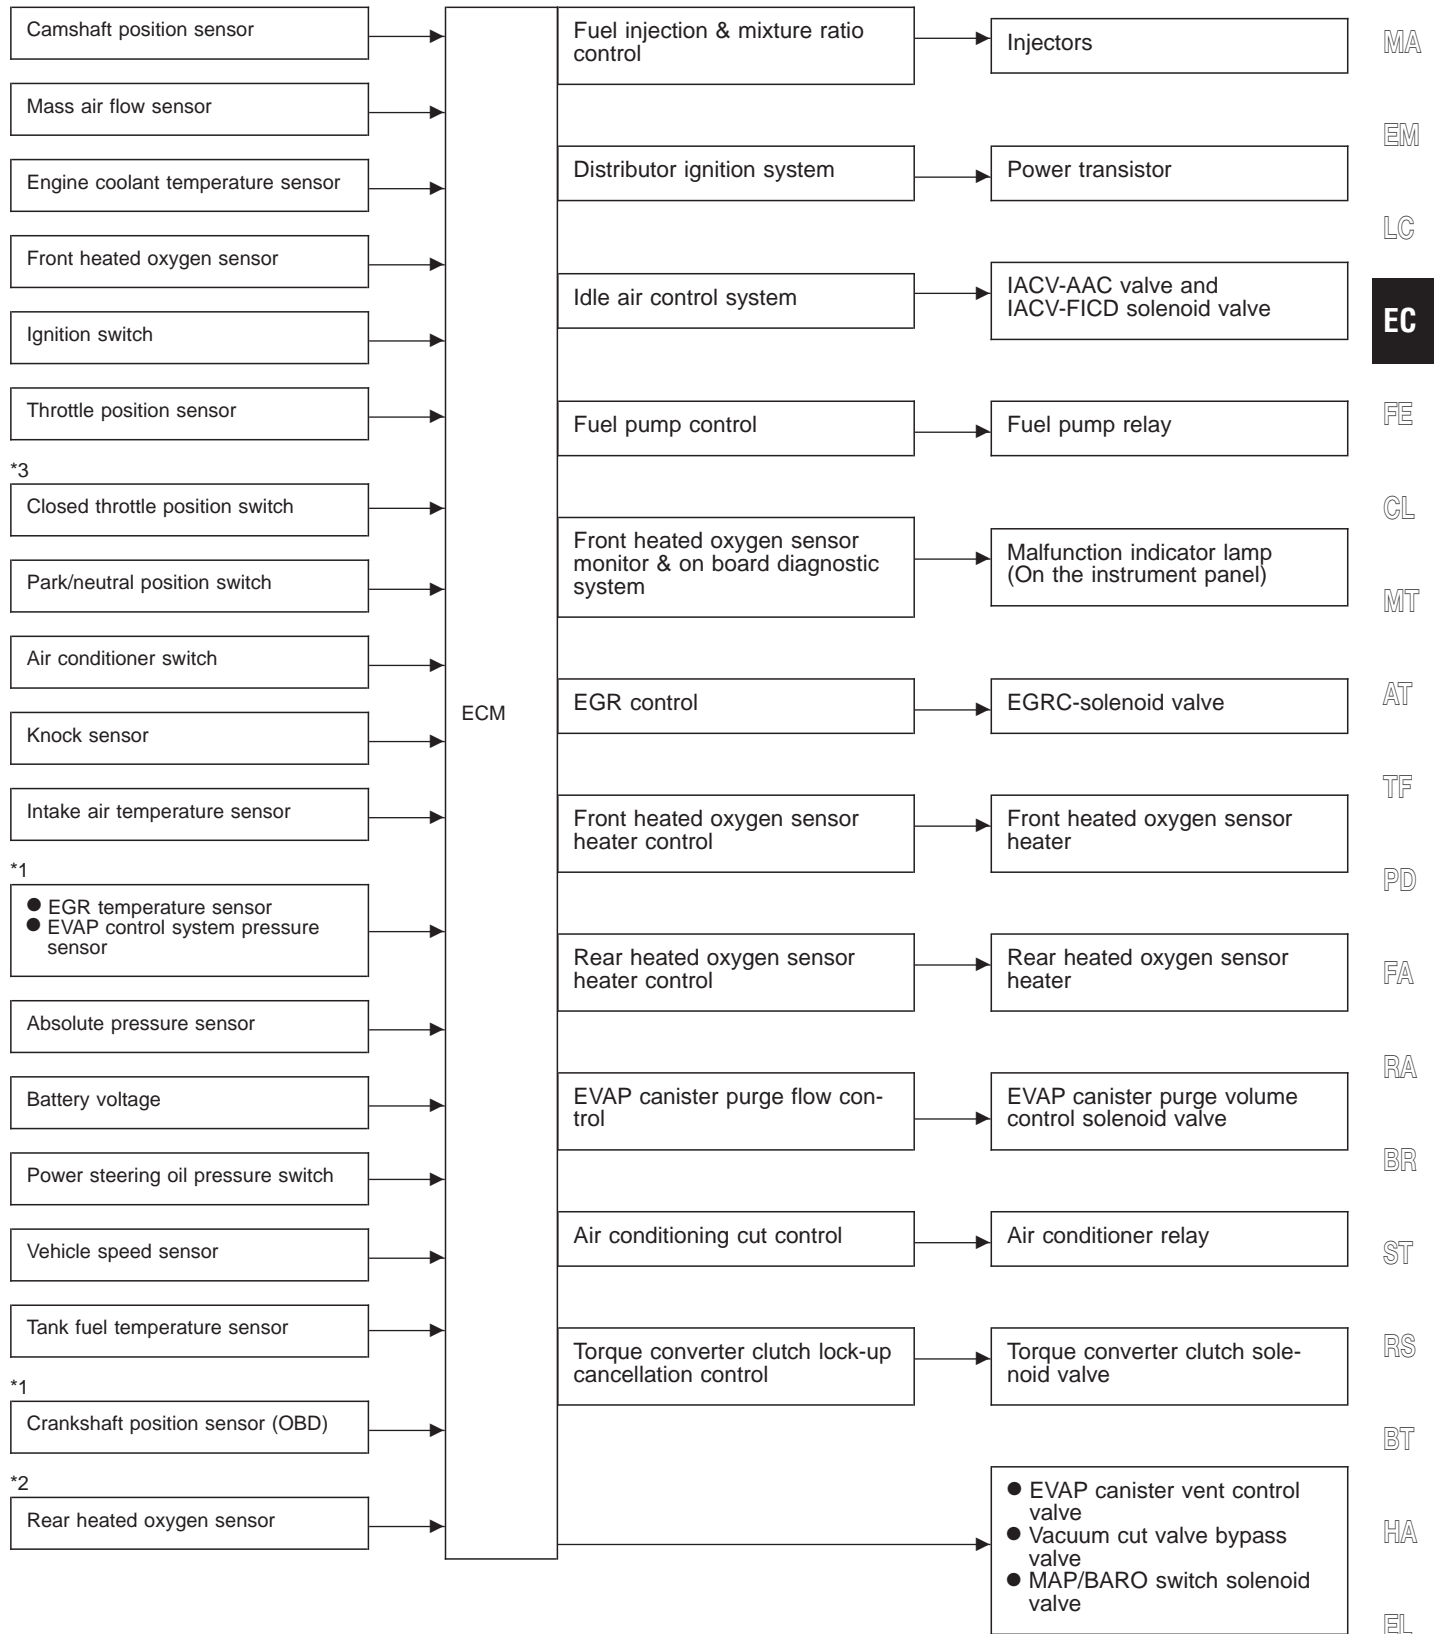 Camshaft position sensor
Mass air flow sensor
Engine coolant temperature sensor
Front heated oxygen sensor
Ignition switch
Throttle position sensor
*3
Closed throttle position switch
Park/neutral position switch
Air conditioner switch
Knock sensor
Intake air temperature sensor
*1
● EGR temperature sensor
● EVAP control system pressure
sensor
Absolute pressure sensor
Battery voltage
Power steering oil pressure switch
Vehicle speed sensor
Tank fuel temperature sensor
*1
Crankshaft position sensor (OBD)
*2
Rear heated oxygen sensor
ECM
Fuel injection & mixture ratio
control
Distributor ignition system
Idle air control system
Fuel pump control
Front heated oxygen sensor
monitor & on board diagnostic
system
EGR control
Front heated oxygen sensor
heater control
Rear heated oxygen sensor
heater control
EVAP canister purge flow con-
trol
Air conditioning cut control
Torque converter clutch lock-up
cancellation control
Injectors
Power transistor
IACV-AAC valve and
IACV-FICD solenoid valve
Fuel pump relay
Malfunction indicator lamp
(On the instrument panel)
EGRC-solenoid valve
Front heated oxygen sensor
heater
Rear heated oxygen sensor
heater
EVAP canister purge volume
control solenoid valve
Air conditioner relay
Torque converter clutch sole-
noid valve
● EVAP canister vent control
valve
● Vacuum cut valve bypass
valve
● MAP/BARO switch solenoid
valve
MA
EM
LC
EC
FE
CL
MT
AT
TF
PD
FA
RA
BR
ST
RS
BT
HA
EL